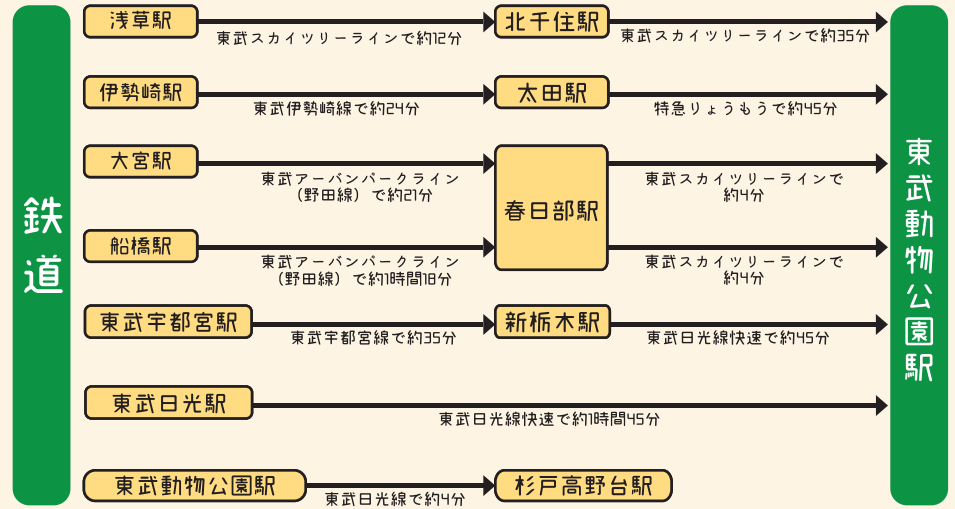 鉄道
浅草駅
東武スカイツリーラインで約12分
北千住駅
東武スカイツリーラインで約35分
伊勢崎駅
東武伊勢崎線で約24分
太田駅
特急りょうもうで約45分
大宮駅
東武アーバンパークライン
（野田線）で約21分
春日部駅
東武スカイツリーラインで
約4分
船橋駅
東武アーバンパークライン
（野田線）で約1時間18分
東武スカイツリーラインで
約4分
東武宇都宮駅
東武宇都宮線で約35分
新栃木駅
東武日光線快速で約45分
東武日光駅
東武日光線快速で約1時間45分
東武動物公園駅
東武日光線で約4分
杉戸高野台駅
東武動物公園駅